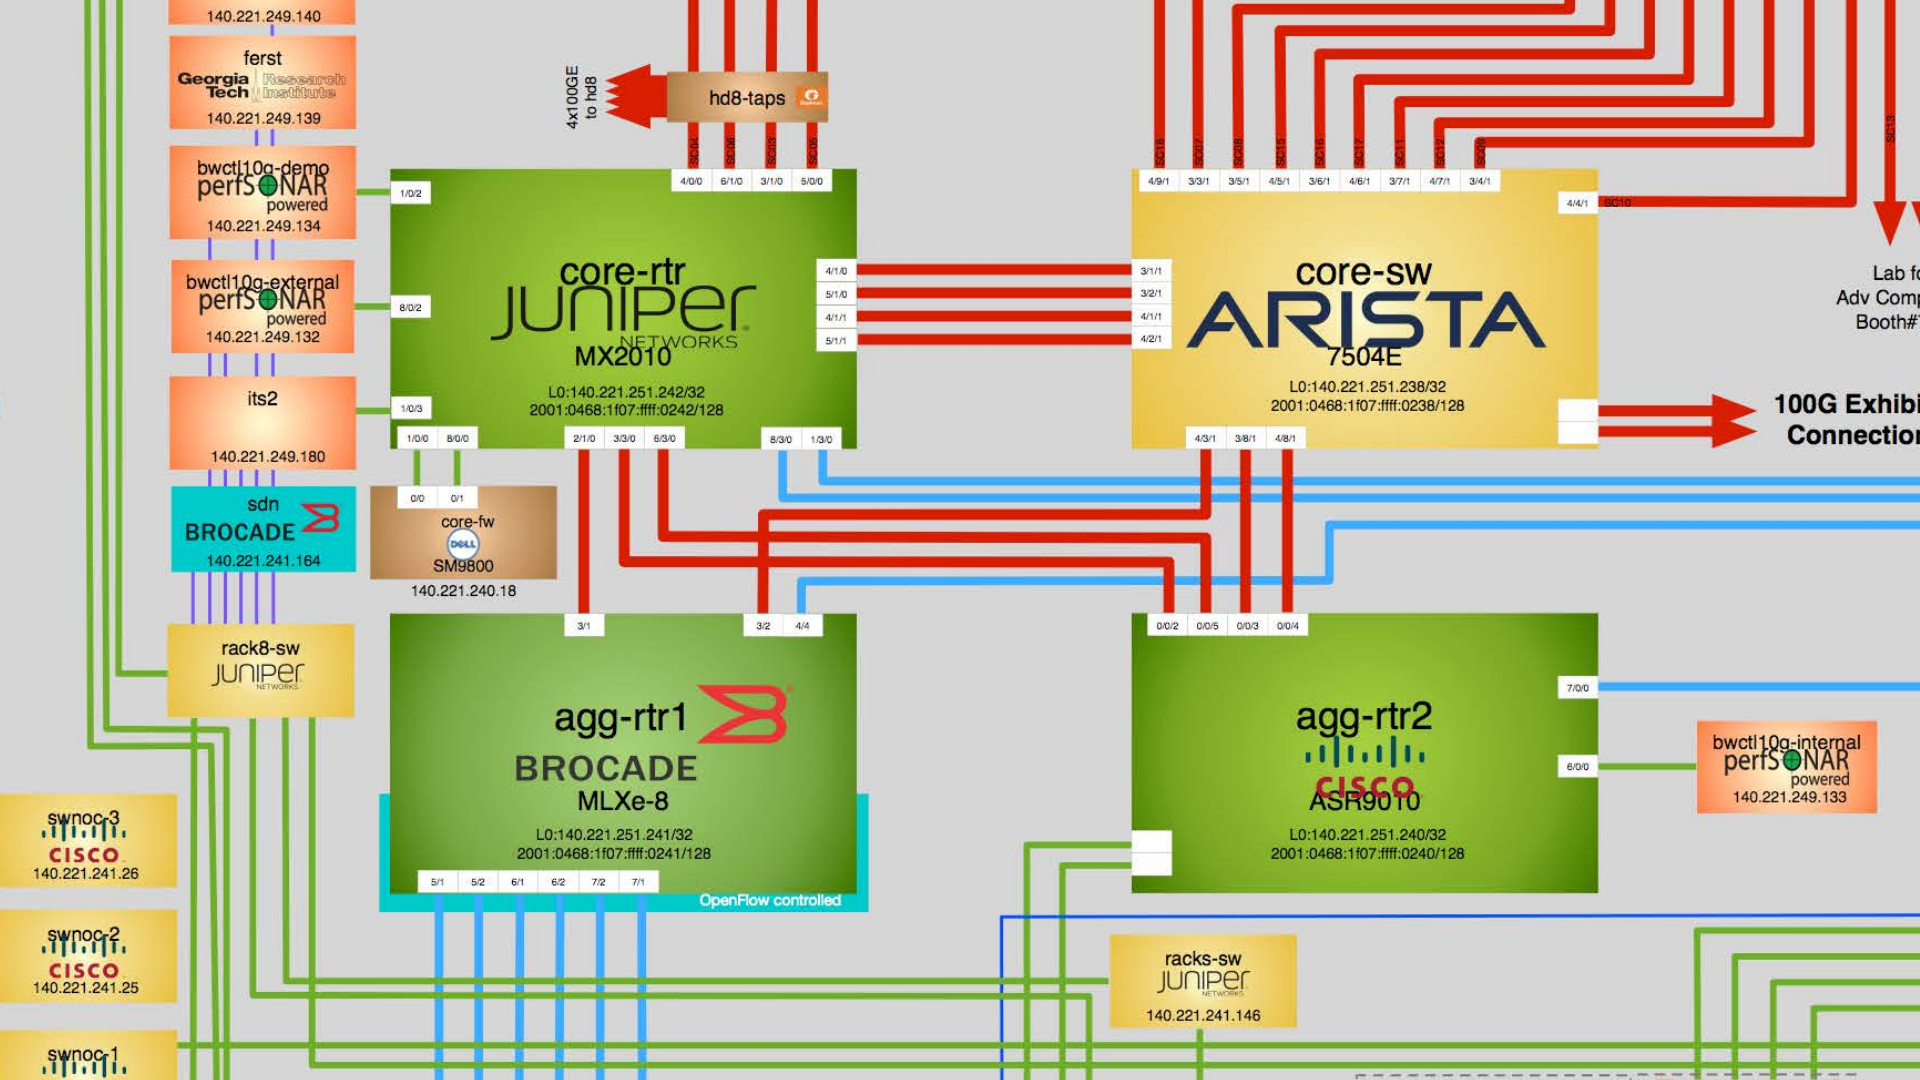 140.221.249.140
ferst
Georgia Tech
Research Institute
140.221.249.139
bwctl10g-demo
perfSONAR
powered
140.221.249.134
bwctl10g-external
perfSONAR
powered
140.221.249.132
its2
140.221.249.180
sdn
BROCADE
140.221.241.164
rack8-sw
JUNIPER
NETWORKS
swnoc-3
CISCO
140.221.241.26
swnoc-2
CISCO
140.221.241.25
swnoc-1
4x100GE
to hd8
hd8-taps
SC03
SC05
4/0/0
6/1/0
3/1/0
5/0/0
1/0/2
8/0/2
1/0/3
core-rtr
JUNIPER
NETWORKS
MX2010
L0:140.221.251.242/32
2001:0468:1f07:ffff:0242/128
4/1/0
5/1/0
4/1/1
5/1/1
1/0/0
8/0/0
2/1/0
3/3/0
6/3/0
8/3/0
1/3/0
0/0
0/1
core-fw
DELL
SM9800
140.221.240.18
SC18
SC07
SC08
SC15
SC16
SC17
SC11
SC12
SC09
4/9/1
3/3/1
3/5/1
4/5/1
3/6/1
4/6/1
3/7/1
4/7/1
3/4/1
4/4/1
SC10
SC13
3/1/1
3/2/1
4/1/1
4/2/1
core-sw
ARISTA
7504E
L0:140.221.251.238/32
2001:0468:1f07:ffff:0238/128
4/3/1
3/8/1
4/8/1
Lab fo
Adv Comp
Booth#
100G Exhibi
Connection
3/1
3/2
4/4
agg-rtr1
BROCADE
MLXe-8
L0:140.221.251.241/32
2001:0468:1f07:ffff:0241/128
5/1
5/2
6/1
6/2
7/2
7/1
OpenFlow controlled
0/0/2
0/0/5
0/0/3
0/0/4
agg-rtr2
CISCO
ASR9010
L0:140.221.251.240/32
2001:0468:1f07:ffff:0240/128
7/0/0
6/0/0
bwctl10g-internal
perfSONAR
powered
140.221.249.133
racks-sw
JUNIPER
NETWORKS
140.221.241.146